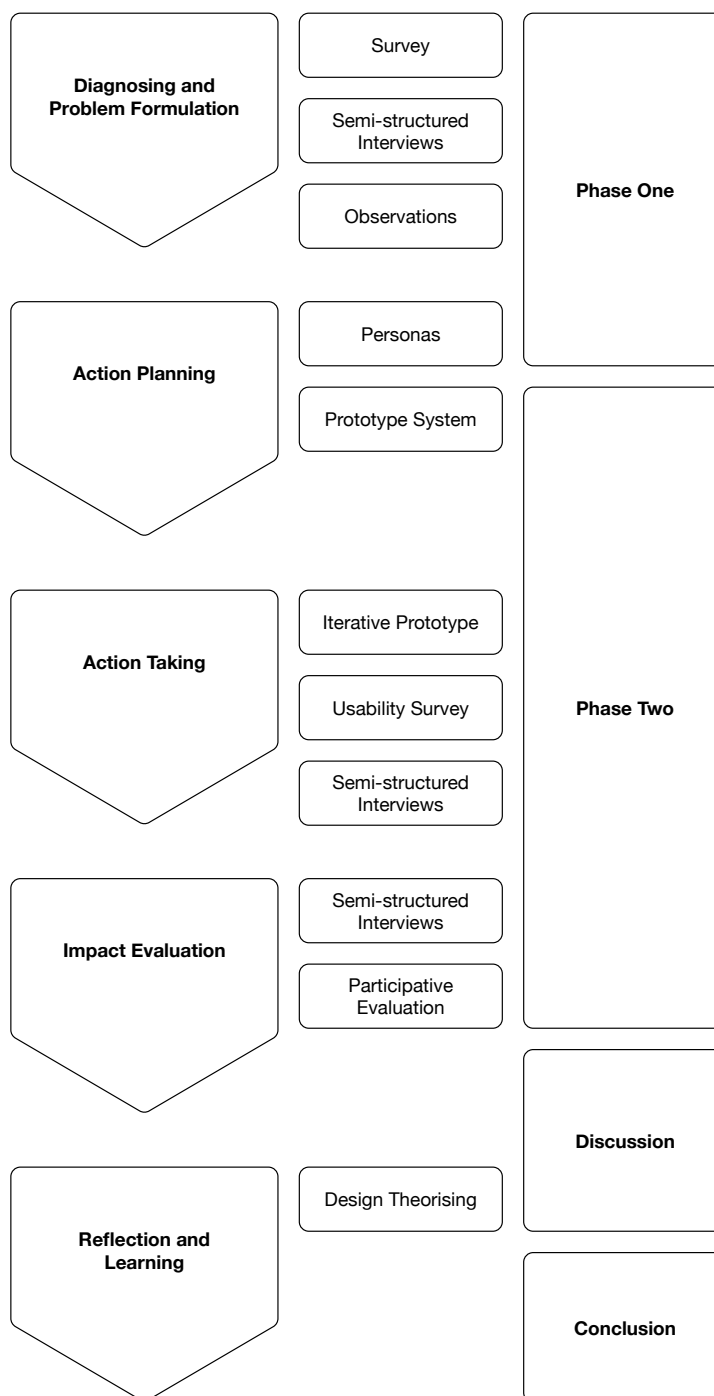 Diagnosing and
Problem Formulation
Survey
Semi-structured
Interviews
Observations
Phase One
Action Planning
Personas
Prototype System
Action Taking
Iterative Prototype
Usability Survey
Semi-structured
Interviews
Phase Two
Impact Evaluation
Semi-structured
Interviews
Participative
Evaluation
Discussion
Reflection and
Learning
Design Theorising
Conclusion